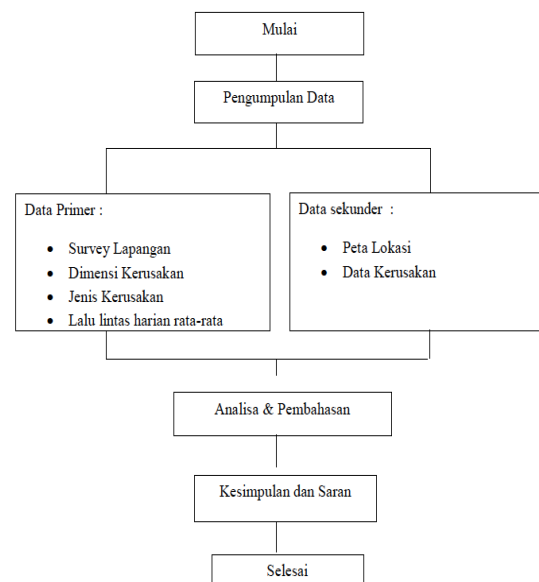 Mulai
Pengumpulan Data
Data Primer :
• Survey Lapangan
• Dimensi Kerusakan
• Jenis Kerusakan
• Lalu lintas harian rata-rata
Data sekunder  :
• Peta Lokasi
• Data Kerusakan
Analisa & Pembahasan
Kesimpulan dan Saran
Selesai